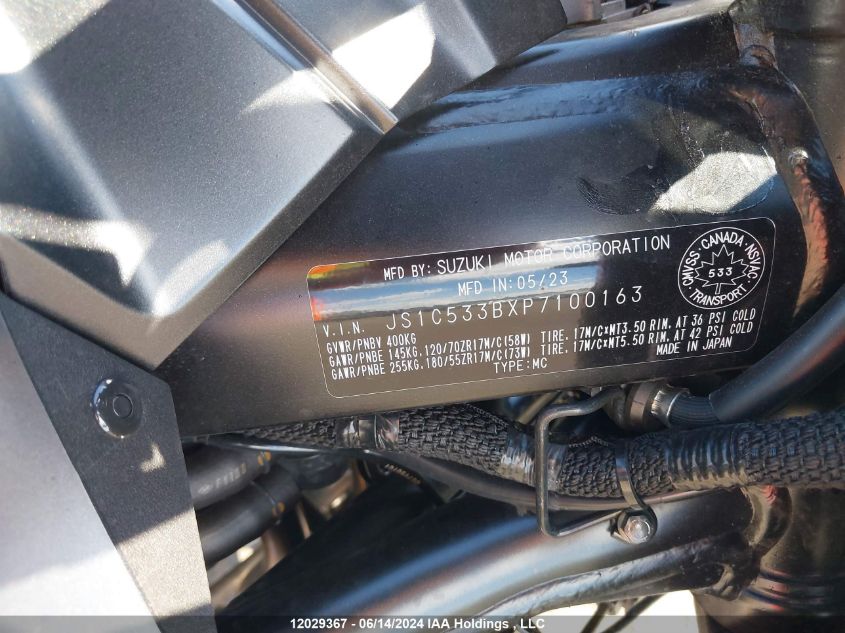 MFD BY: SUZUKI MOTOR CORPORATION
MFD IN: 05/23
V.I.N. JS1C533BXP7100163
GVWR/PNBV 400KG
GAWR/PNBE 145KG. 120/70ZR17M/C(58W) TIRE. 17M/C×MT3.50 RIM. AT 36 PSI COLD
GAWR/PNBE 255KG. 180/55ZR17M/C(73W) TIRE. 17M/C×MT5.50 RIM. AT 42 PSI COLD
TYPE: MC MADE IN JAPAN
CMVSS·CANADA·NSVAC
533
TRANSPORT
12029367 - 06/14/2024 IAA Holdings , LLC